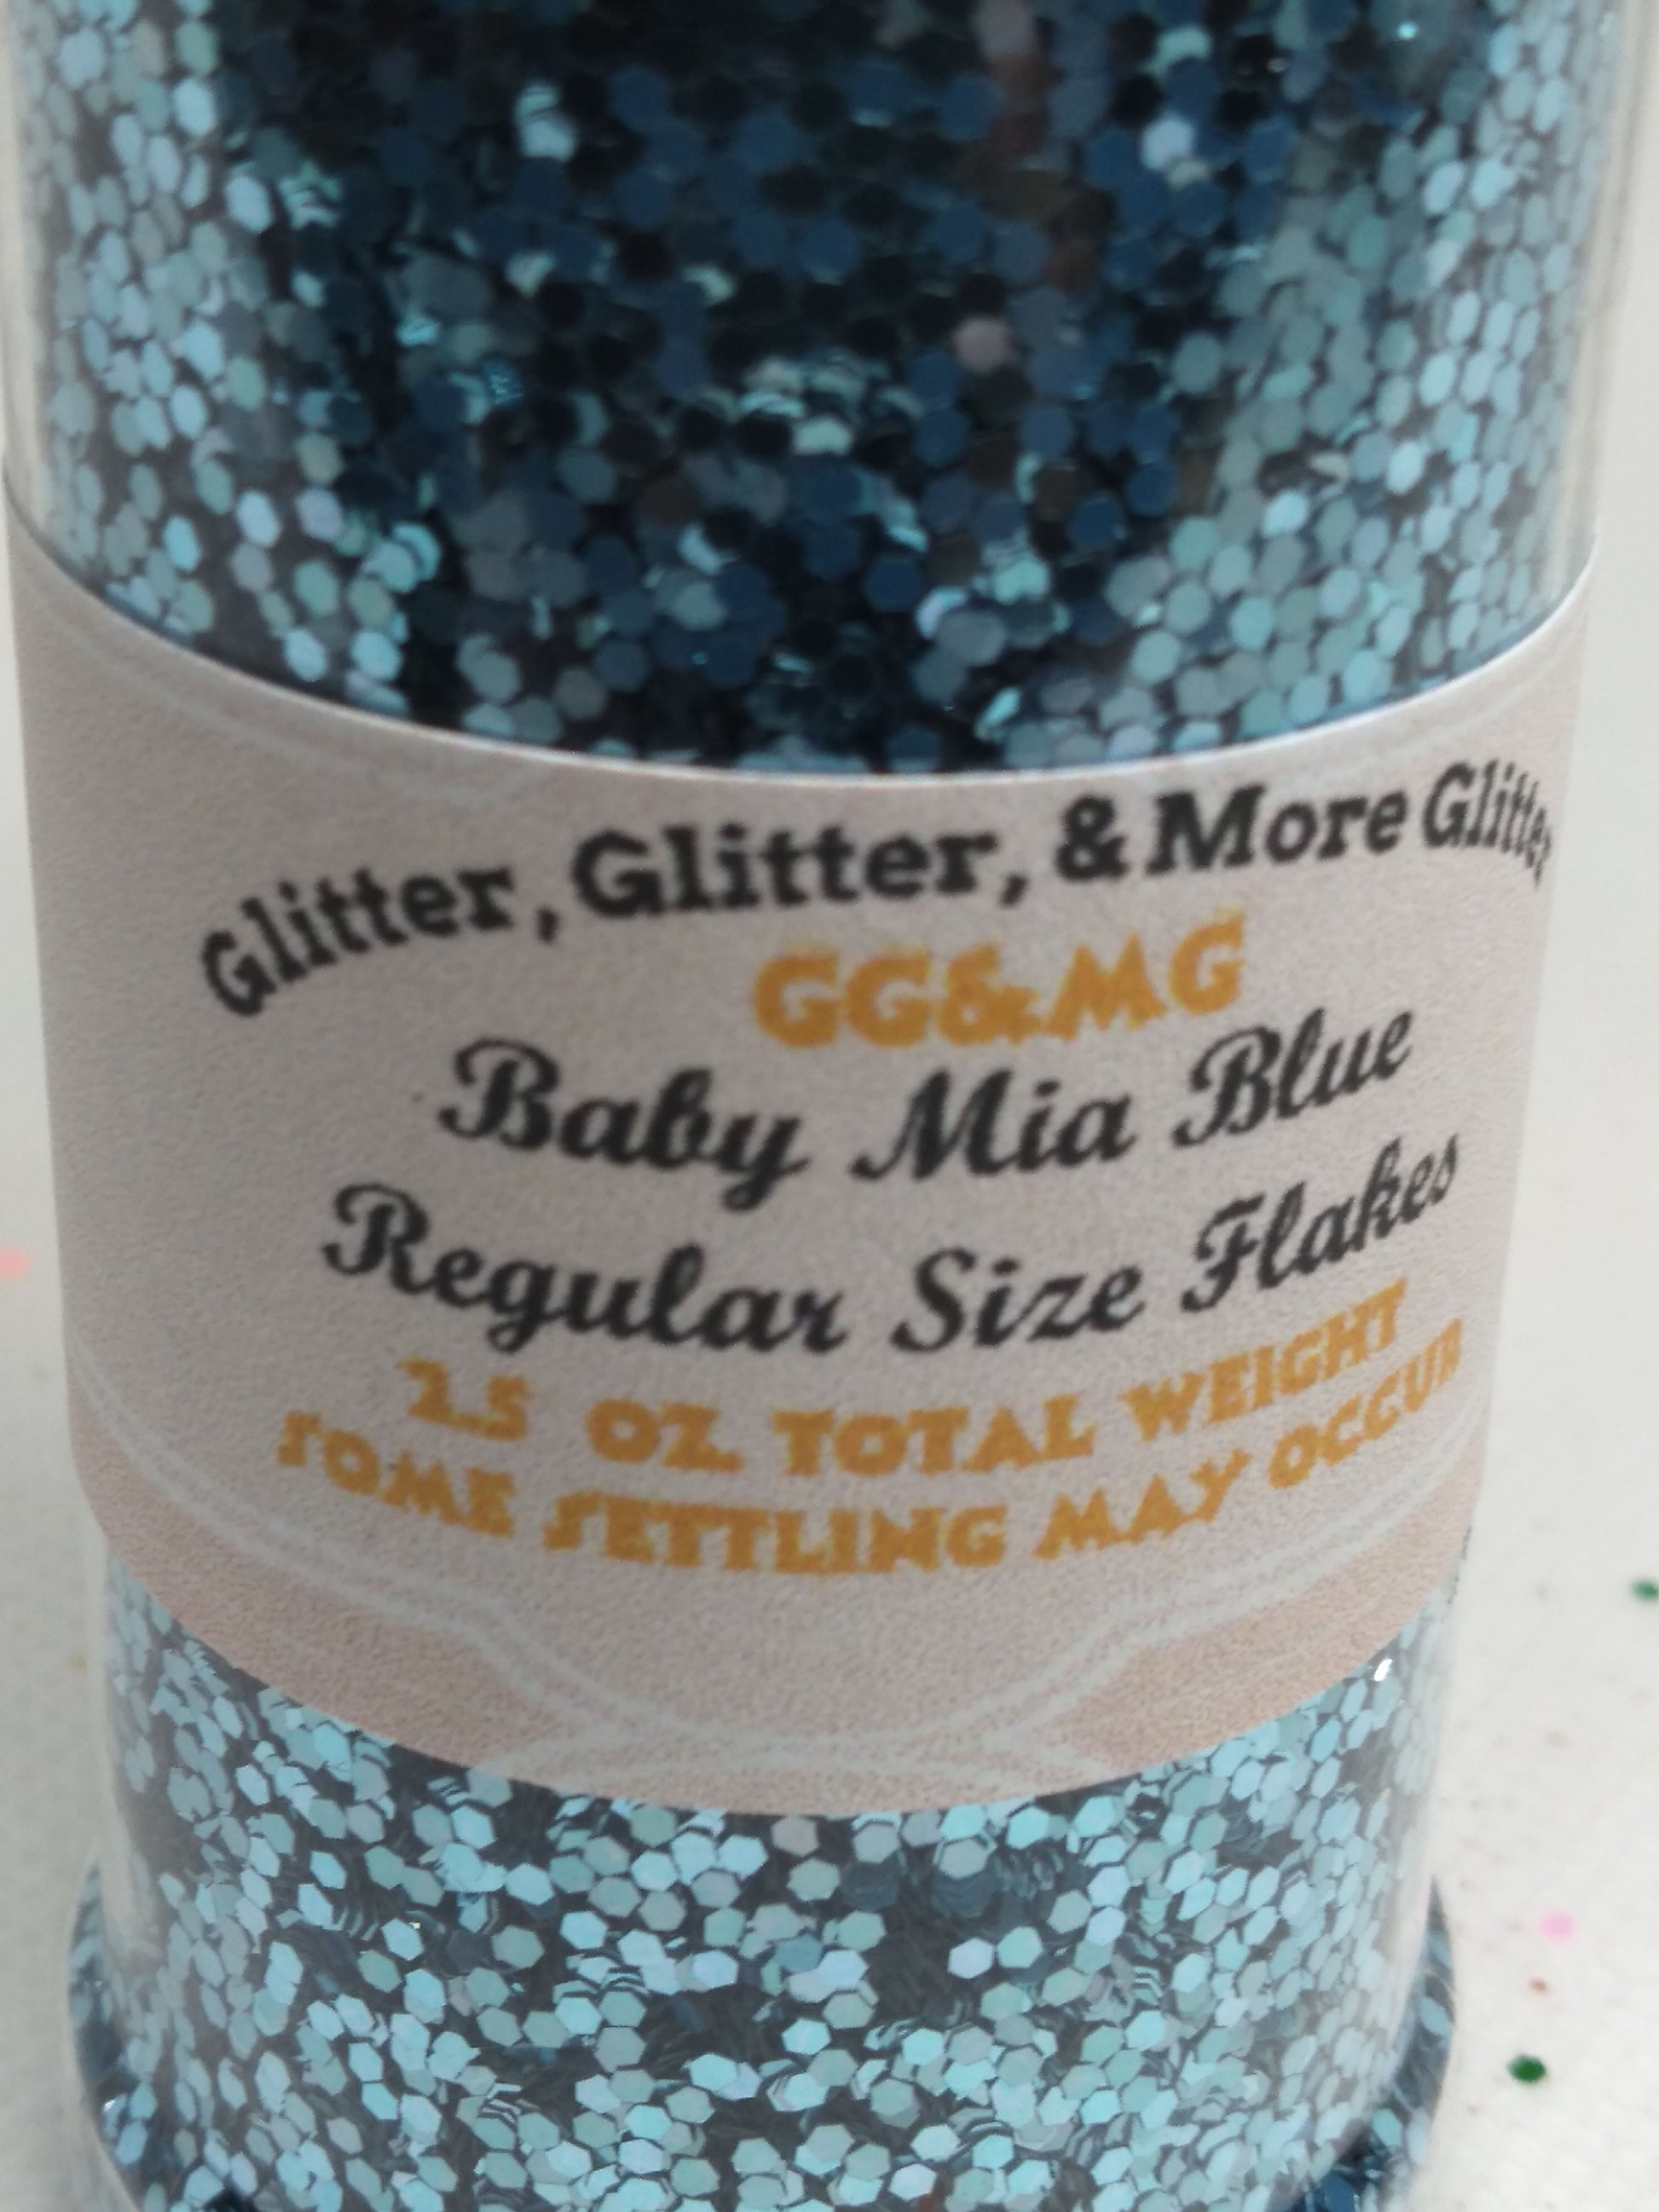 Glitter, Glitter, & More Glitter
GG&MG
Baby Mia Blue
Regular Size Flakes
2.5 OZ. TOTAL WEIGHT
SOME SETTLING MAY OCCUR